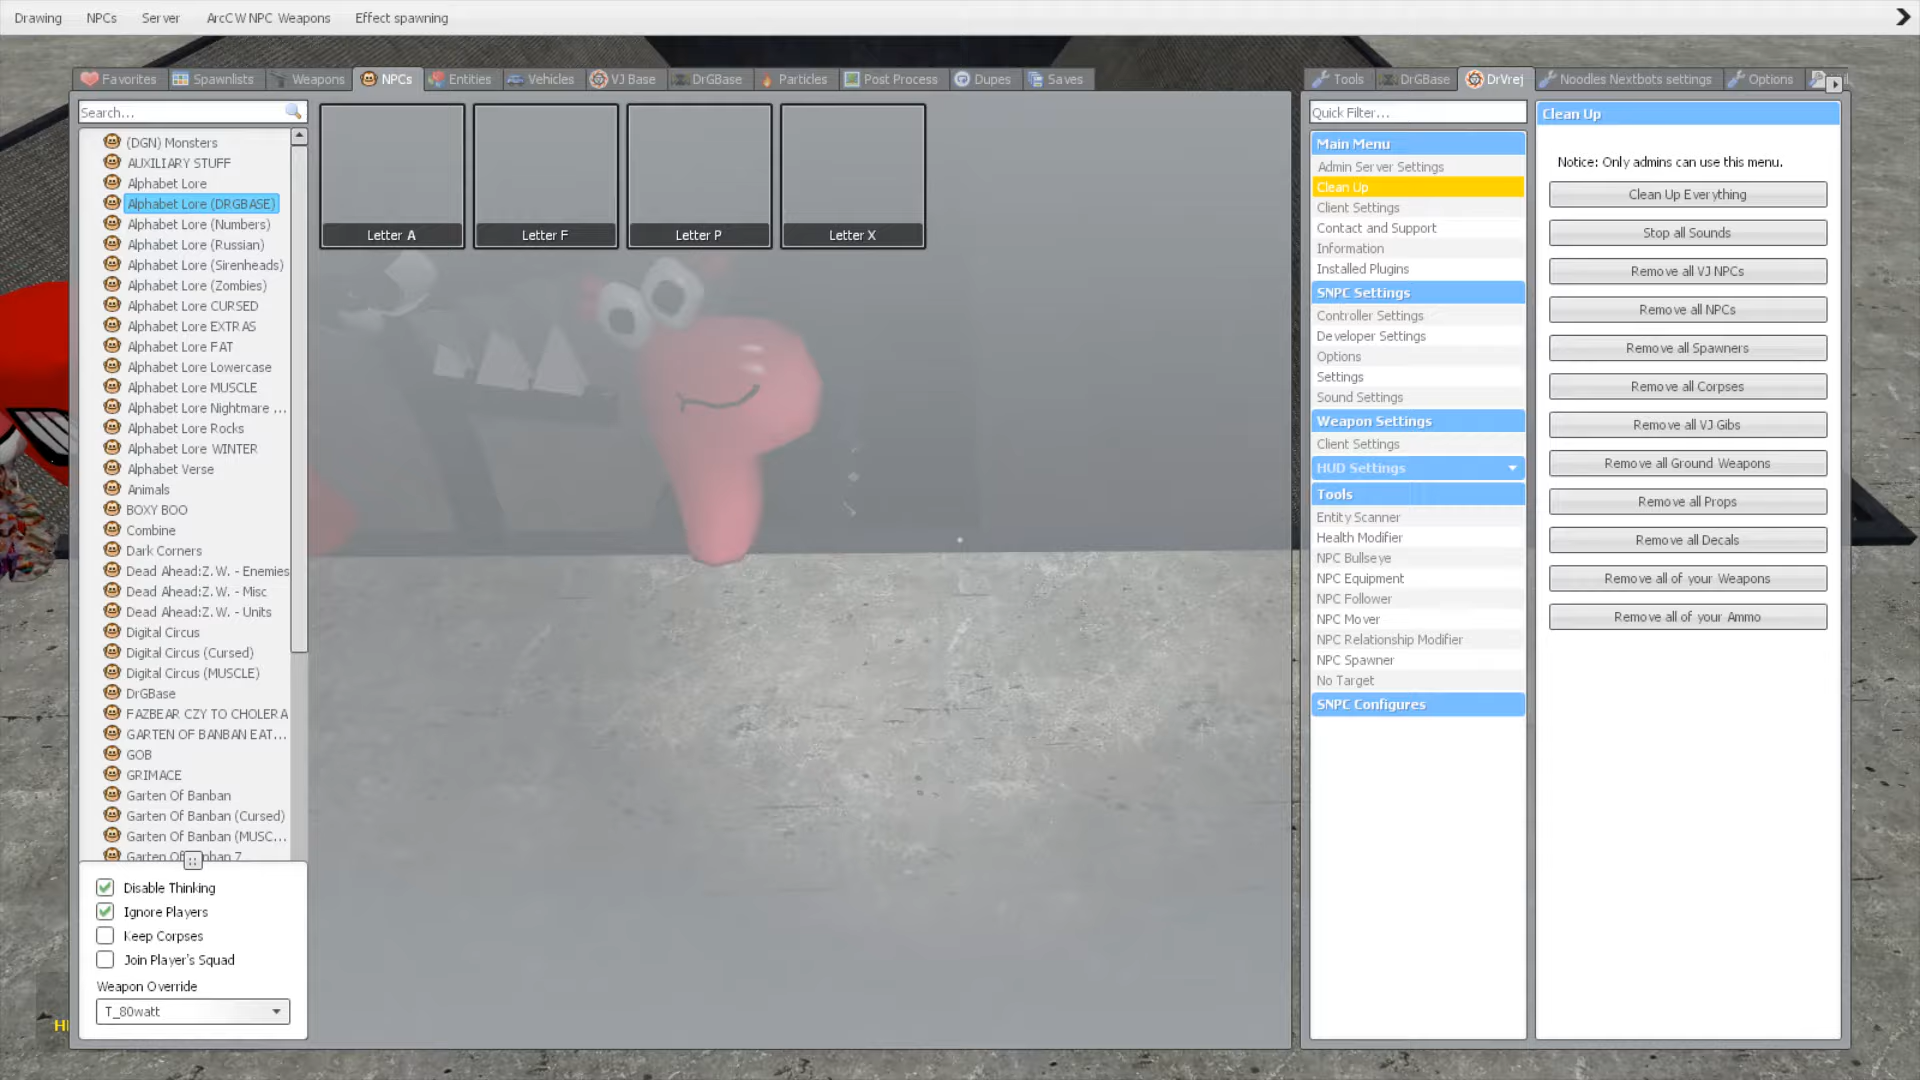 Drawing NPCs Server ArcCW NPC Weapons Effect spawning
Favorites Spawnlists Weapons NPCs Entities Vehicles VJ Base DrGBase Particles Post Process Dupes Saves
Search...
(DGN) Monsters
AUXILIARY STUFF
Alphabet Lore
Alphabet Lore (DRGBASE)
Alphabet Lore (Numbers)
Alphabet Lore (Russian)
Alphabet Lore (Sirenheads)
Alphabet Lore (Zombies)
Alphabet Lore CURSED
Alphabet Lore EXTRAS
Alphabet Lore FAT
Alphabet Lore Lowercase
Alphabet Lore MUSCLE
Alphabet Lore Nightmare ...
Alphabet Lore Rocks
Alphabet Lore WINTER
Alphabet Verse
Animals
BOXY BOO
Combine
Dark Corners
Dead Ahead:Z.W. - Enemies
Dead Ahead:Z.W. - Misc
Dead Ahead:Z.W. - Units
Digital Circus
Digital Circus (Cursed)
Digital Circus (MUSCLE)
DrGBase
FAZBEAR CZY TO CHOLERA
GARTEN OF BANBAN EAT...
GOB
GRIMACE
Garten Of Banban
Garten Of Banban (Cursed)
Garten Of Banban (MUSC...
Disable Thinking
Ignore Players
Keep Corpses
Join Player's Squad
Weapon Override
T_80watt
Letter A
Letter F
Letter P
Letter X
Tools DrGBase DrVrej Noodles Nextbots settings Options
Quick Filter...
Main Menu
Admin Server Settings
Clean Up
Client Settings
Contact and Support
Information
Installed Plugins
SNPC Settings
Controller Settings
Developer Settings
Options
Settings
Sound Settings
Weapon Settings
Client Settings
HUD Settings
Tools
Entity Scanner
Health Modifier
NPC Bullseye
NPC Equipment
NPC Follower
NPC Mover
NPC Relationship Modifier
NPC Spawner
No Target
SNPC Configures
Clean Up
Notice: Only admins can use this menu.
Clean Up Everything
Stop all Sounds
Remove all VJ NPCs
Remove all NPCs
Remove all Spawners
Remove all Corpses
Remove all VJ Gibs
Remove all Ground Weapons
Remove all Props
Remove all Decals
Remove all of your Weapons
Remove all of your Ammo